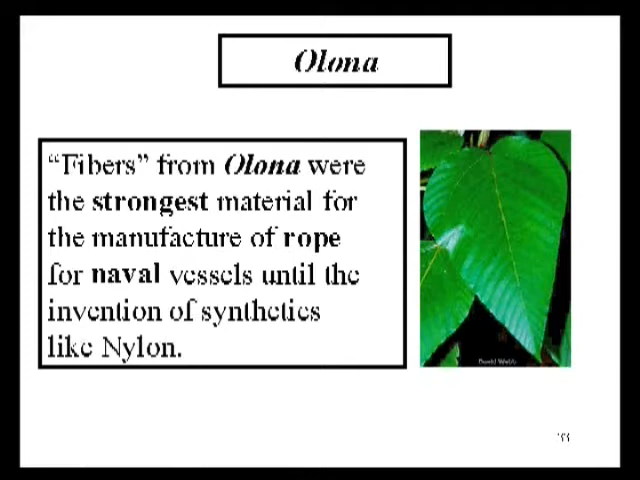 Olona
“Fibers” from Olona were
the strongest material for
the manufacture of rope
for naval vessels until the
invention of synthetics
like Nylon.